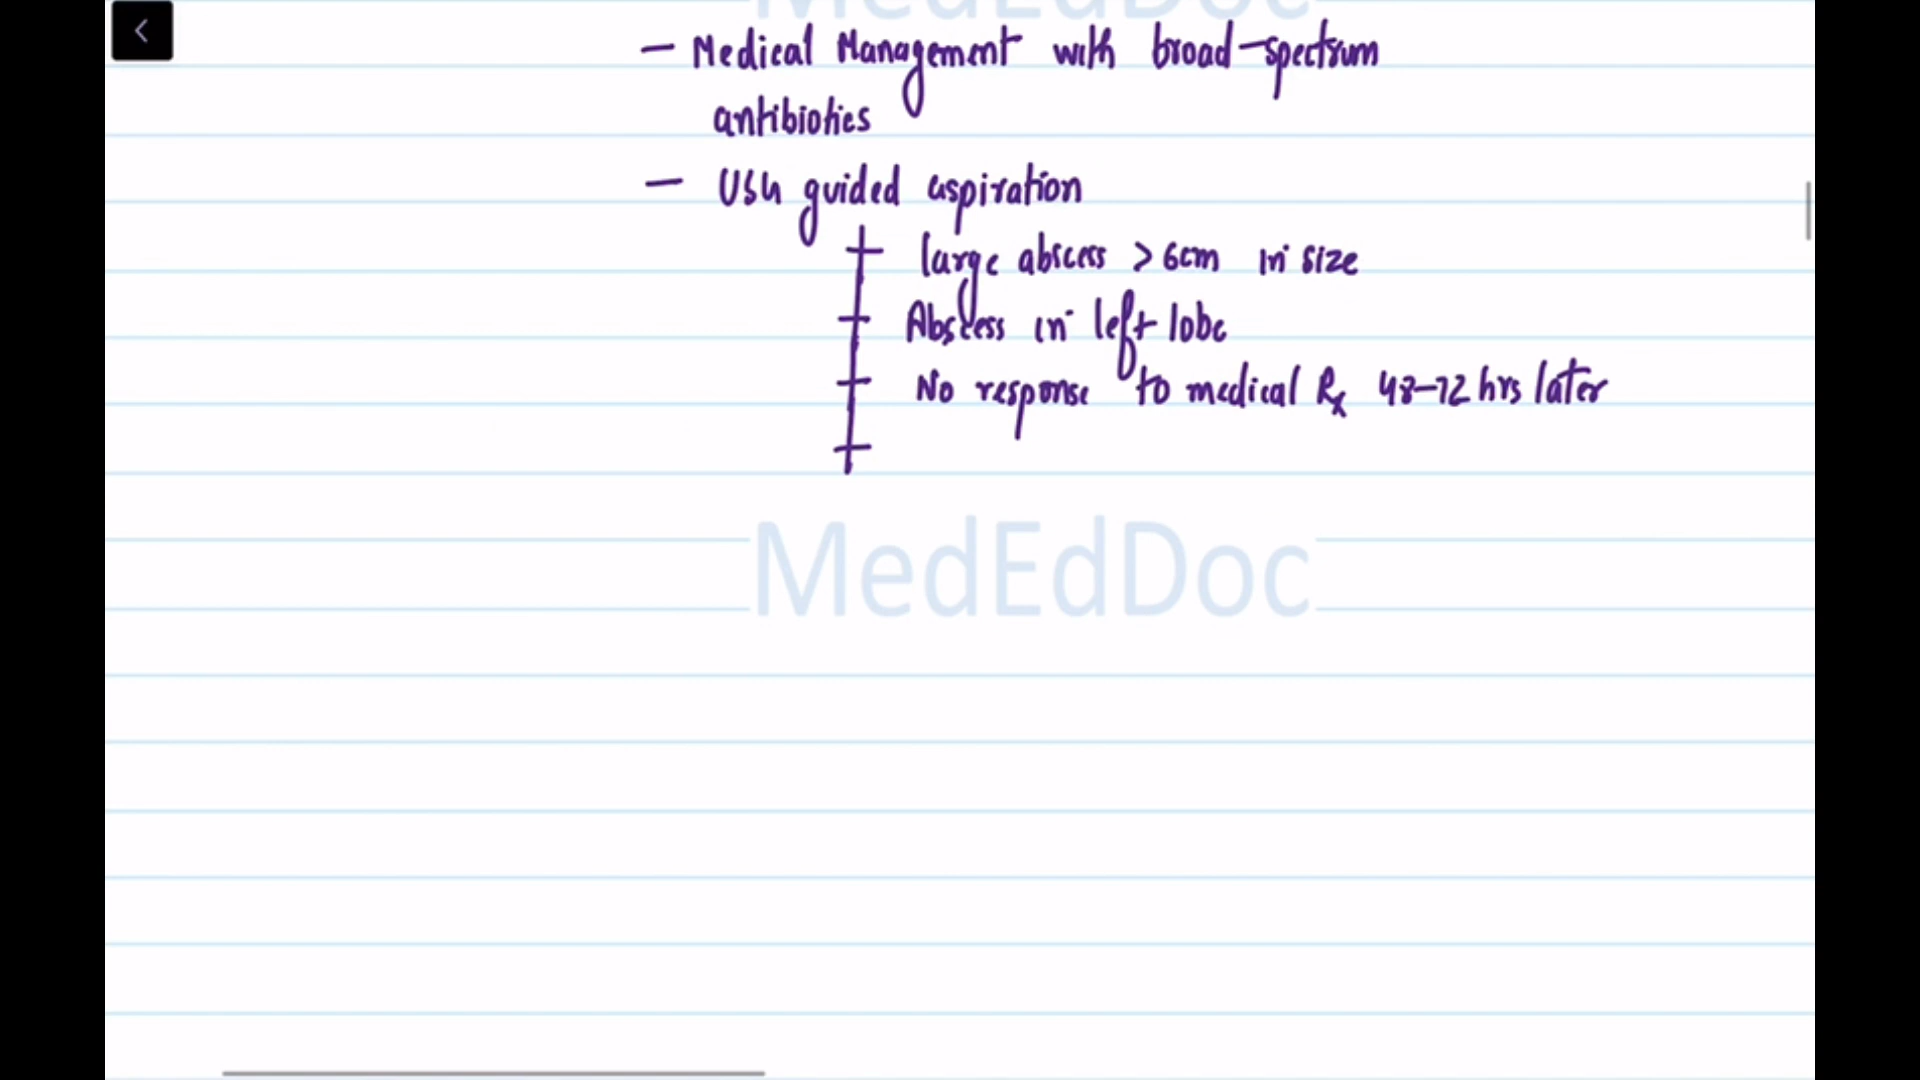 – Medical Management with broad-spectrum
antibiotics
– USG guided aspiration
large abscess > 6cm in size
Abscess in left lobe
No response to medical Rx 48-72 hrs later
MedEdDoc